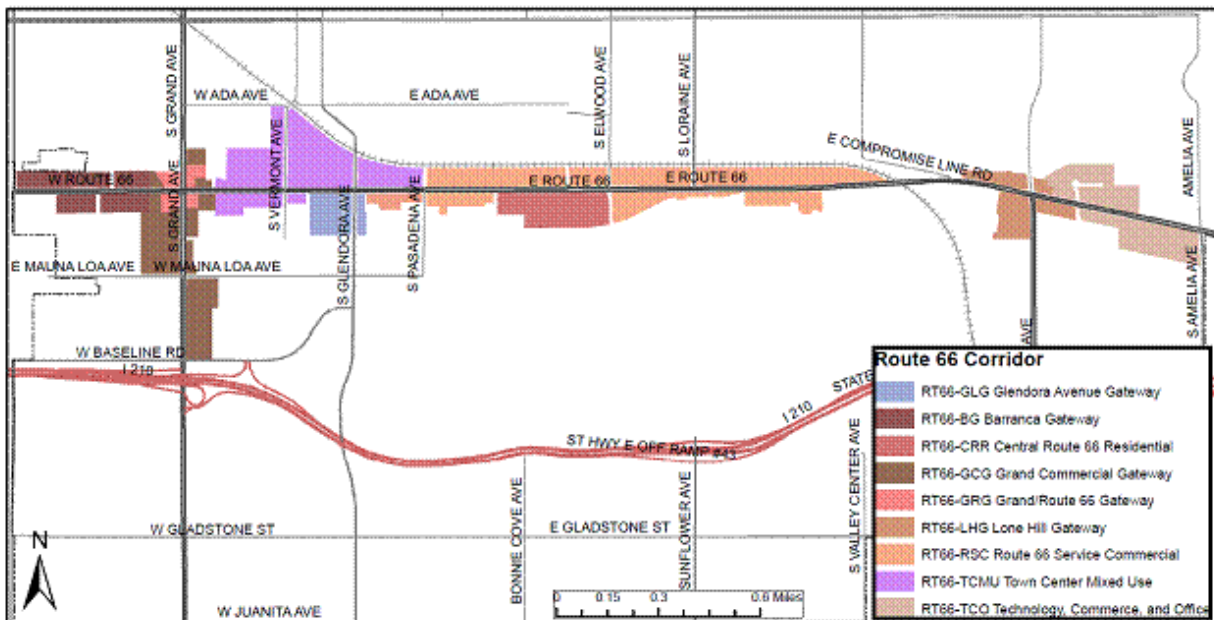 S GRAND AVE
W ADA AVE
E ADA AVE
S ELWOOD AVE
S LORAINE AVE
AMELIA AVE
E COMPROMISE LINE RD
W ROUTE 66
S GRAND AVE
S VERMONT AVE
S GLENDORA AVE
S PASADENA AVE
E ROUTE 66
E ROUTE 66
E MAUNA LOA AVE
W MAUNA LOA AVE
S AMELIA AVE
AVE
W BASELINE RD
I 210
STATE
I 210
ST HWY E OFF RAMP #43
BONNIE COVE AVE
SUNFLOWER AVE
S VALLEY CENTER AVE
W GLADSTONE ST
E GLADSTONE ST
W JUANITA AVE
N
0 0.15 0.3 0.6 Miles
Route 66 Corridor
RT66-GLG Glendora Avenue Gateway
RT66-BG Barranca Gateway
RT66-CRR Central Route 66 Residential
RT66-GCG Grand Commercial Gateway
RT66-GRG Grand/Route 66 Gateway
RT66-LHG Lone Hill Gateway
RT66-RSC Route 66 Service Commercial
RT66-TCMU Town Center Mixed Use
RT66-TCO Technology, Commerce, and Office